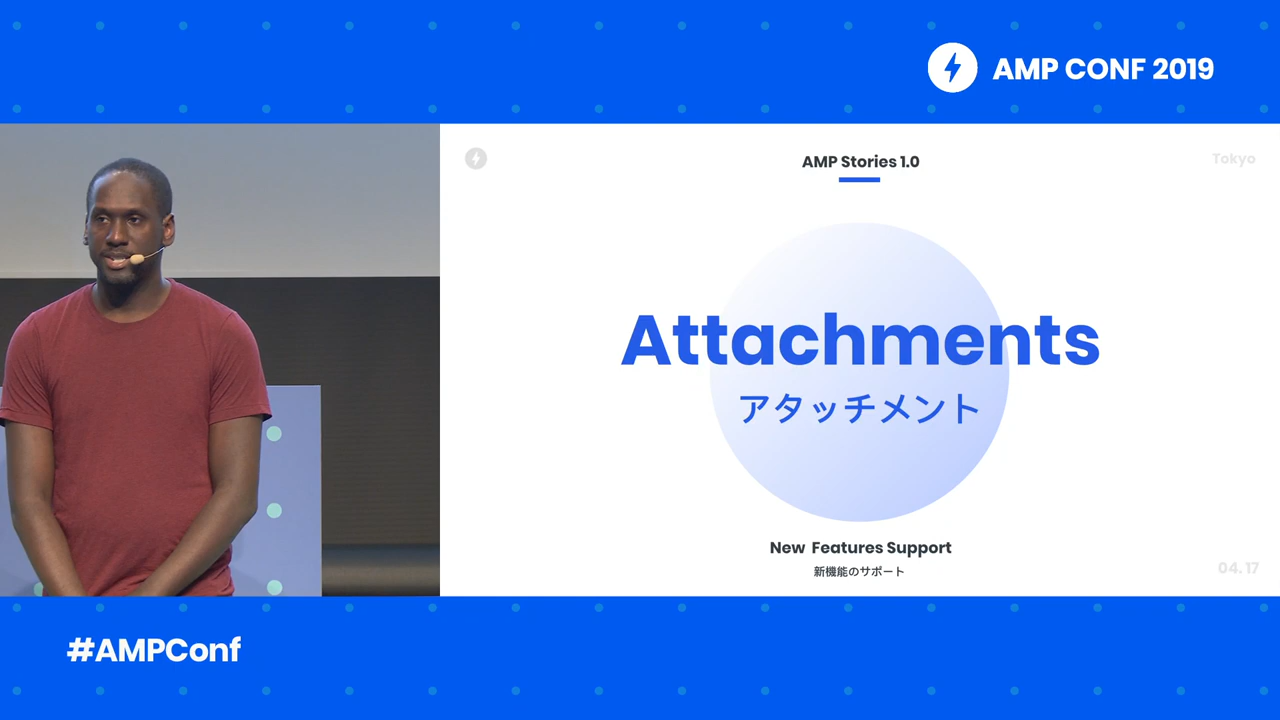 AMP CONF 2019
AMP Stories 1.0
Tokyo
Attachments
アタッチメント
New Features Support
新機能のサポート
04. 17
#AMPConf